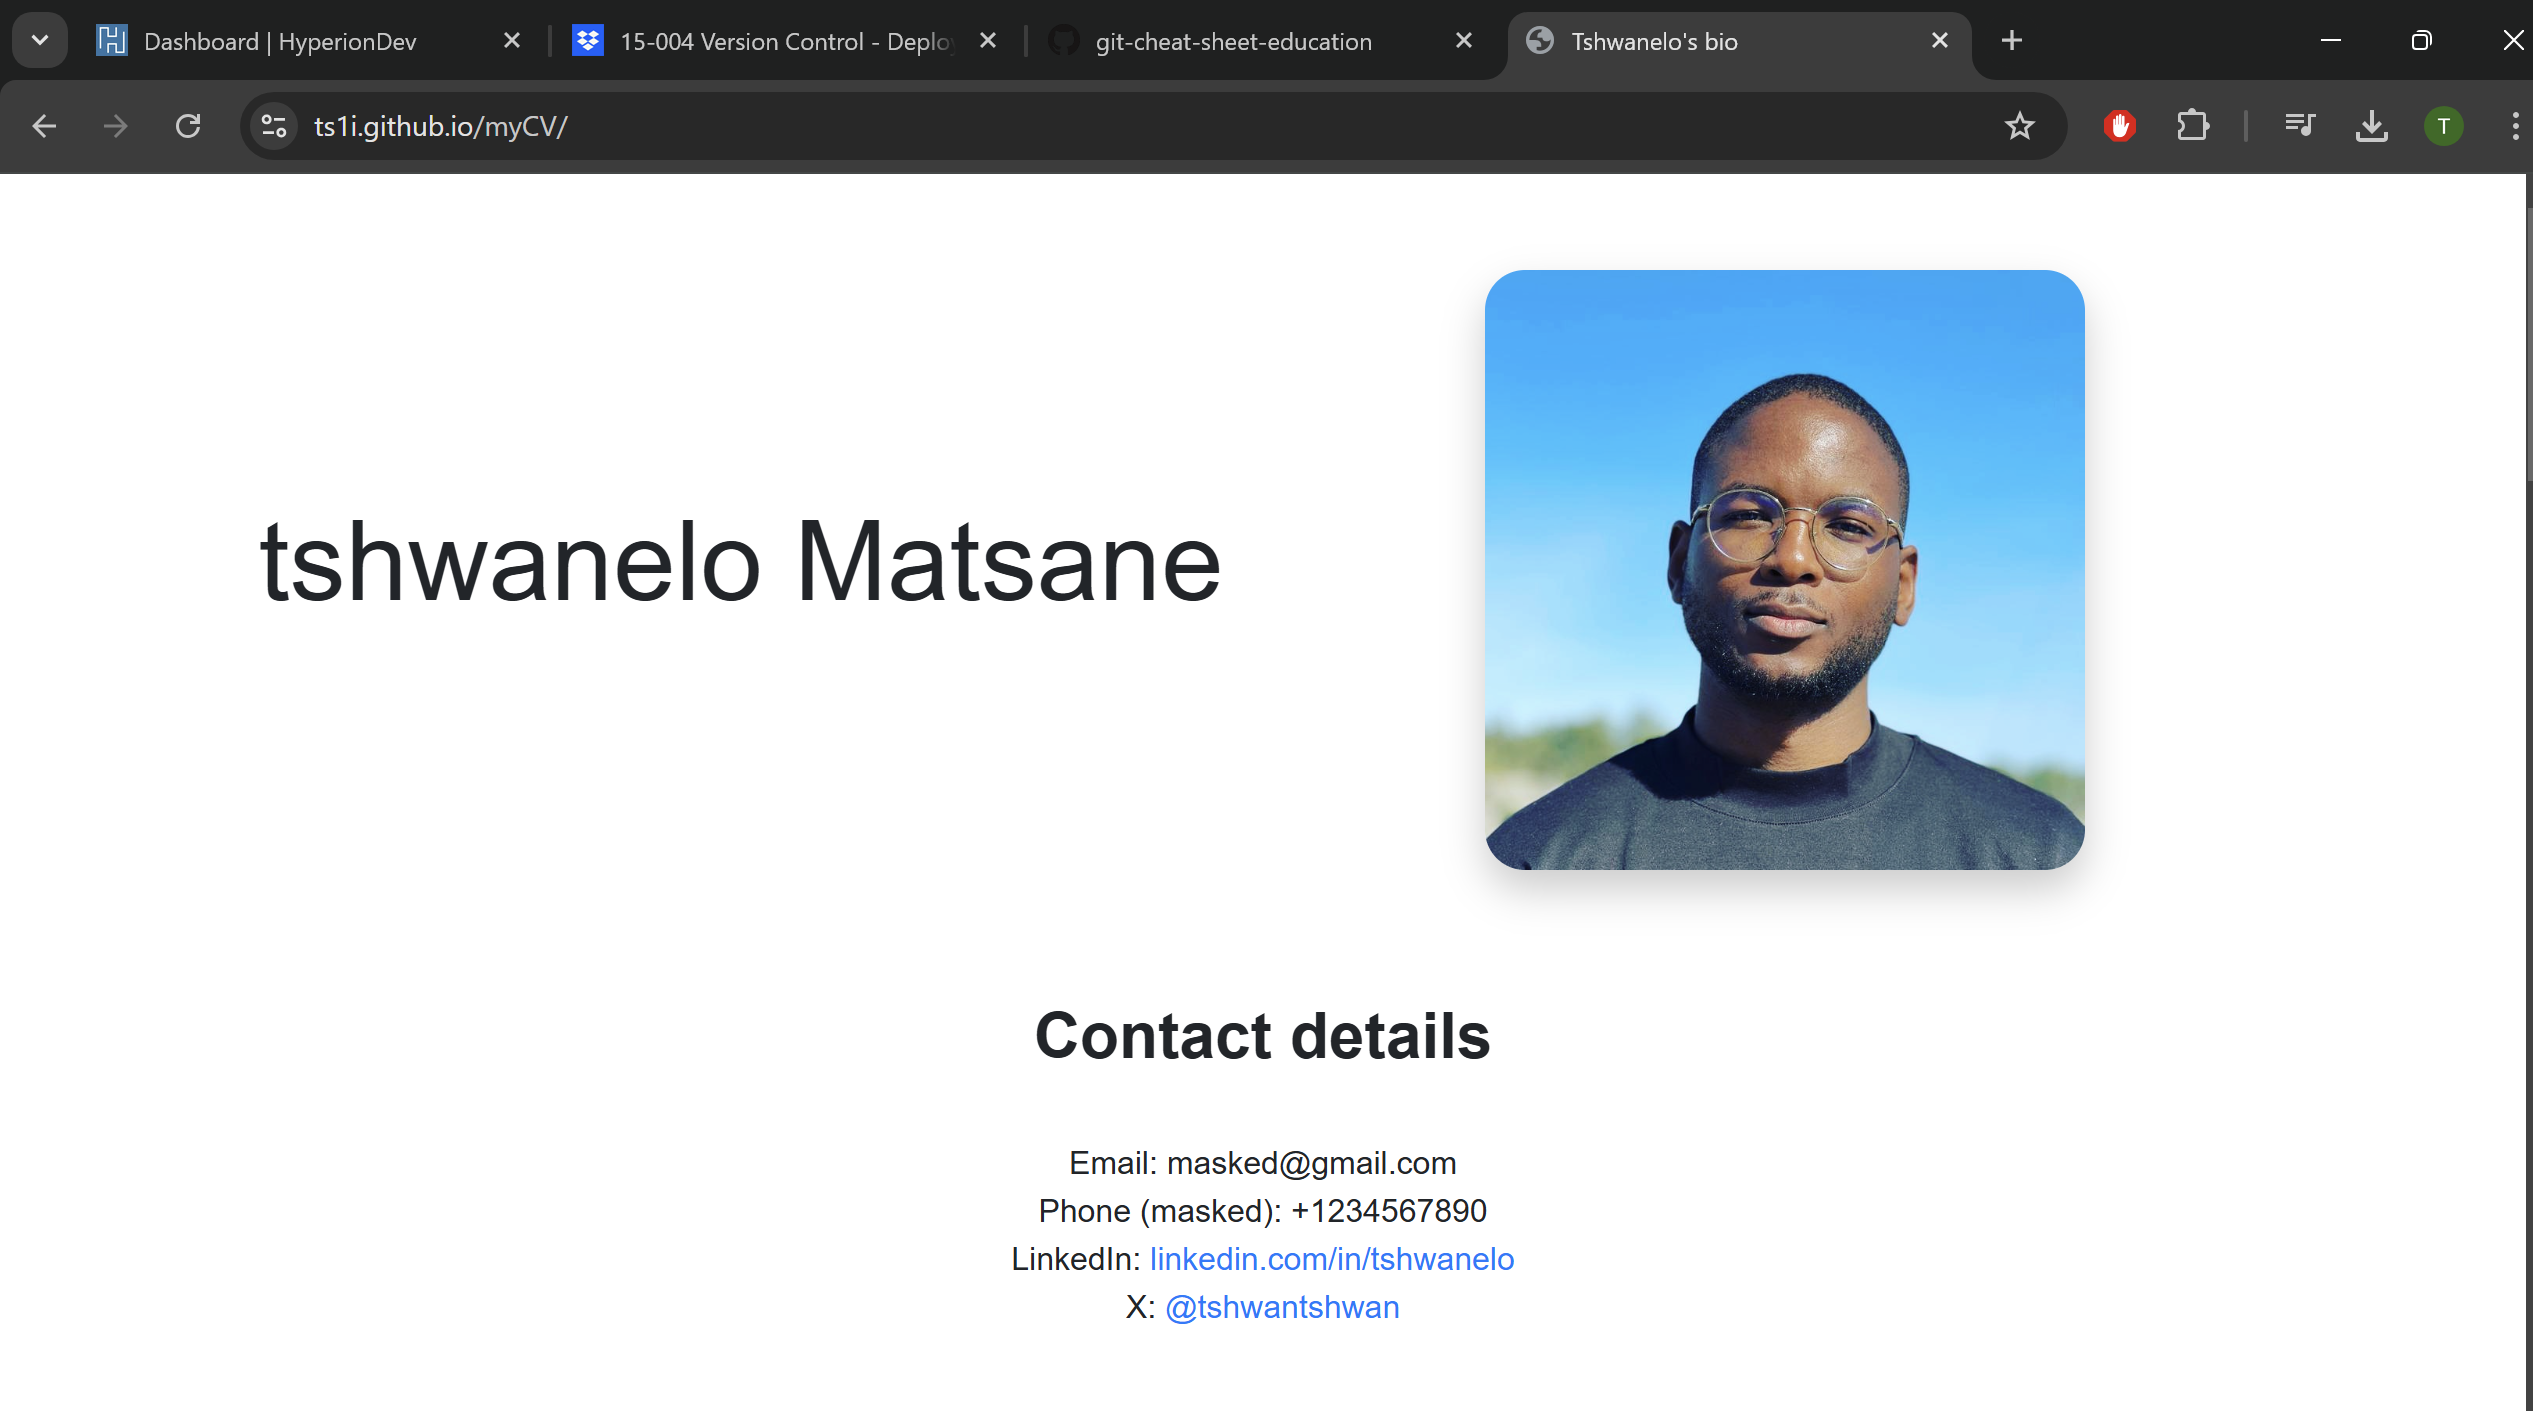 Dashboard | HyperionDev
15-004 Version Control - Deplo
git-cheat-sheet-education
Tshwanelo's bio
ts1i.github.io/myCV/
T
tshwanelo Matsane
Contact details
Email: masked@gmail.com
Phone (masked): +1234567890
LinkedIn: linkedin.com/in/tshwanelo
X: @tshwantshwan